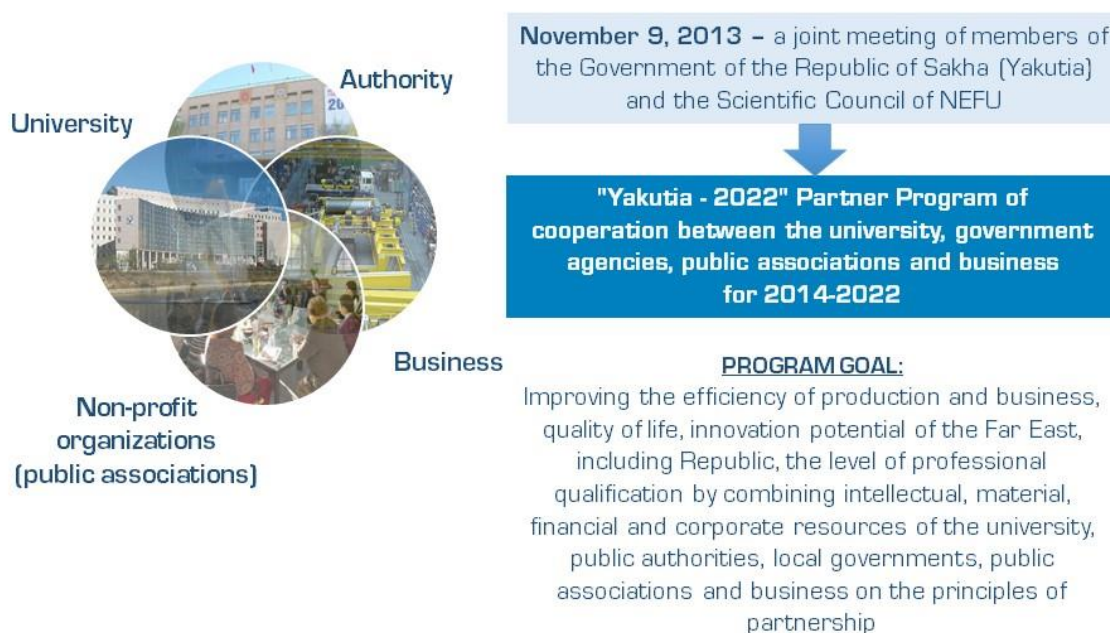 Authority
University
Business
Non-profit
organizations
(public associations)
November 9, 2013 – a joint meeting of members of
the Government of the Republic of Sakha (Yakutia)
and the Scientific Council of NEFU
"Yakutia - 2022" Partner Program of
cooperation between the university, government
agencies, public associations and business
for 2014-2022
PROGRAM GOAL:
Improving the efficiency of production and business,
quality of life, innovation potential of the Far East,
including Republic, the level of professional
qualification by combining intellectual, material,
financial and corporate resources of the university,
public authorities, local governments, public
associations and business on the principles of
partnership